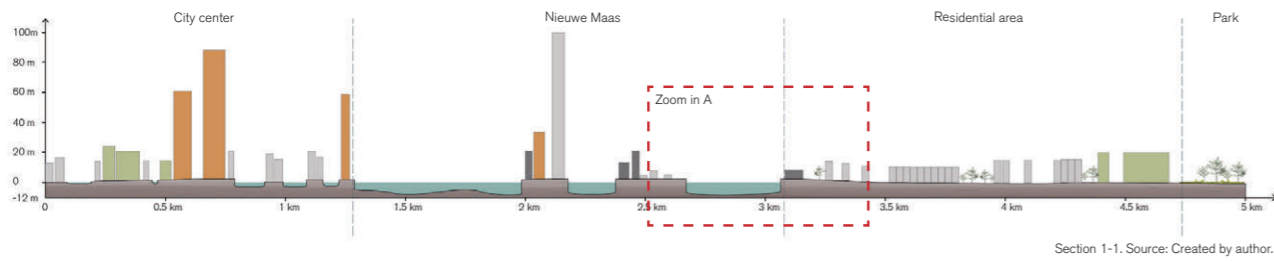 City center
Nieuwe Maas
Residential area
Park
100m
80 m
60 m
40 m
20 m
0
-12 m
Zoom in A
0
0.5 km
1 km
1.5 km
2 km
2.5 km
3 km
3.5 km
4 km
4.5 km
5 km
Section 1-1. Source: Created by author.